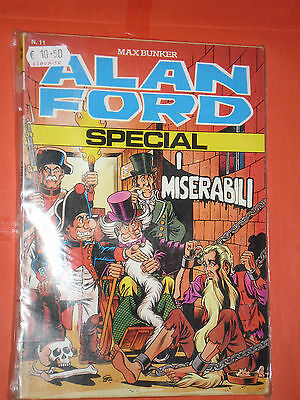 N. 11
MAX BUNKER
€ 10.50
ALAN
FORD
SPECIAL
I
MISERABILI